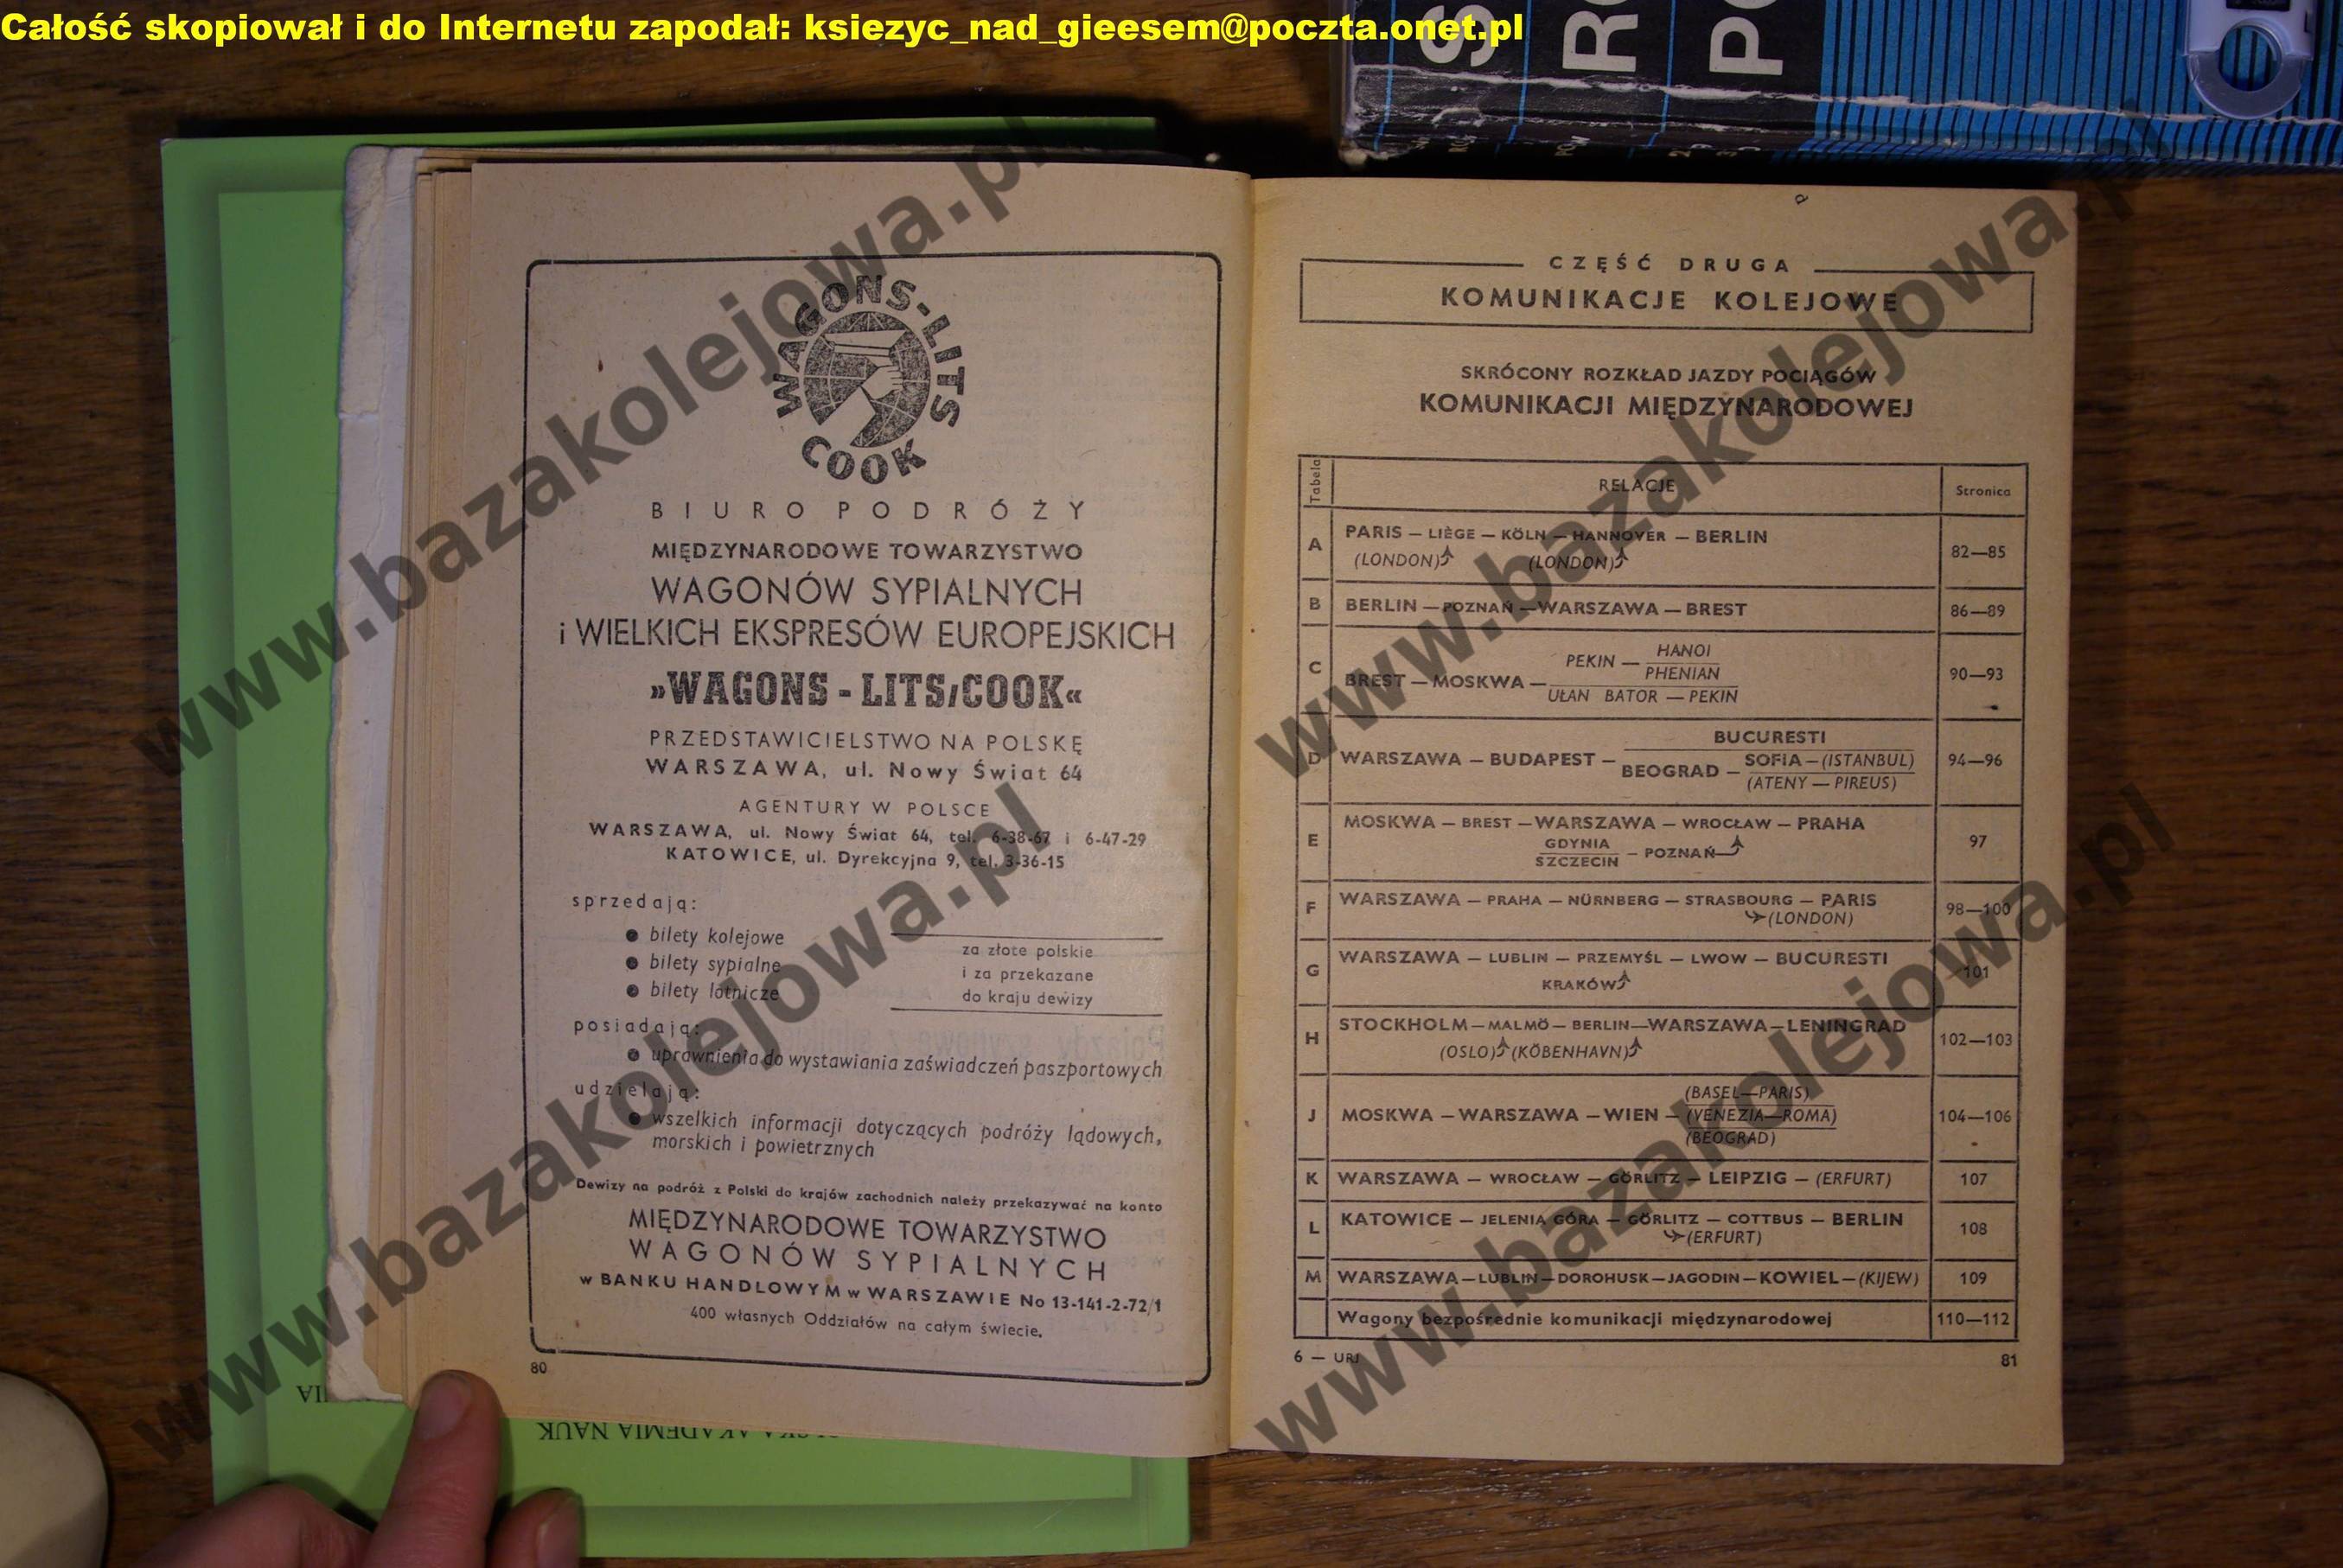 Całość skopiował i do Internetu zapodał: ksiezyc_nad_gieesem@poczta.onet.pl
WAGONS-LITS
COOK
BIURO PODRÓŻY
MIĘDZYNARODOWE TOWARZYSTWO
WAGONÓW SYPIALNYCH
i WIELKICH EKSPRESÓW EUROPEJSKICH
»WAGONS - LITS/COOK«
PRZEDSTAWICIELSTWO NA POLSKĘ
WARSZAWA, ul. Nowy Świat 64
AGENTURY W POLSCE
WARSZAWA, ul. Nowy Świat 64, tel. 6-38-67 i 6-47-29
KATOWICE, ul. Dyrekcyjna 9, tel. 3-36-15
sprzedają:
● bilety kolejowe
● bilety sypialne
● bilety lotnicze
za złote polskie
i za przekazane
do kraju dewizy
posiadają:
● uprawnienia do wystawiania zaświadczeń paszportowych
udzielają:
● wszelkich informacji dotyczących podróży lądowych,
morskich i powietrznych
Dewizy na podróż z Polski do krajów zachodnich należy przekazywać na konto
MIĘDZYNARODOWE TOWARZYSTWO
WAGONÓW SYPIALNYCH
w BANKU HANDLOWYM w WARSZAWIE No 13-141-2-72/1
400 własnych Oddziałów na całym świecie.
80
CZĘŚĆ DRUGA
KOMUNIKACJE KOLEJOWE
SKRÓCONY ROZKŁAD JAZDY POCIĄGÓW
KOMUNIKACJI MIĘDZYNARODOWEJ
Tabela RELACJE Stronica
A PARIS — LIÈGE — KÖLN — HANNOVER — BERLIN 82—85
(LONDON) (LONDON)
B BERLIN — POZNAŃ — WARSZAWA — BREST 86—89
C BREST — MOSKWA — PEKIN — HANOI 90—93
PHENIAN
UŁAN BATOR — PEKIN
D WARSZAWA — BUDAPEST — BUCURESTI 94—96
BEOGRAD — SOFIA — (ISTANBUL)
(ATENY — PIREUS)
E MOSKWA — BREST — WARSZAWA — WROCŁAW — PRAHA 97
GDYNIA
SZCZECIN — POZNAŃ
F WARSZAWA — PRAHA — NÜRNBERG — STRASBOURG — PARIS 98—100
(LONDON)
G WARSZAWA — LUBLIN — PRZEMYŚL — LWOW — BUCURESTI 101
KRAKÓW
H STOCKHOLM — MALMÖ — BERLIN — WARSZAWA — LENINGRAD 102—103
(OSLO) (KÖBENHAVN)
J MOSKWA — WARSZAWA — WIEN — (BASEL—PARIS) 104—106
(VENEZIA—ROMA)
(BEOGRAD)
K WARSZAWA — WROCŁAW — GÖRLITZ — LEIPZIG — (ERFURT) 107
L KATOWICE — JELENIA GÓRA — GÖRLITZ — COTTBUS — BERLIN 108
(ERFURT)
M WARSZAWA — LUBLIN — DOROHUSK — JAGODIN — KOWIEL — (KIJEW) 109
Wagony bezpośrednie komunikacji międzynarodowej 110—112
6 — URJ
81
AKADEMIA NAUK
www.bazakolejowa.pl
www.bazakolejowa.pl
www.bazakolejowa.pl
www.bazakolejowa.pl